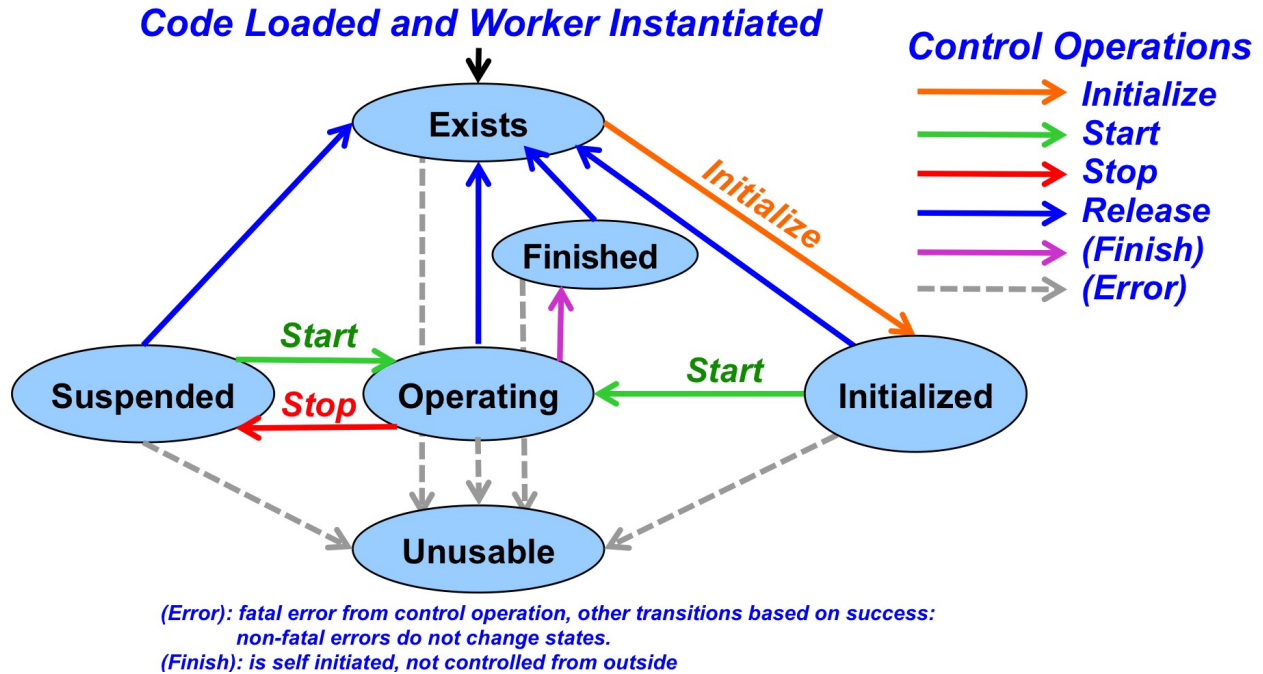 Code Loaded and Worker Instantiated
Control Operations
Initialize
Start
Stop
Release
(Finish)
(Error)
Exists
Initialize
Finished
Start
Suspended
Stop
Operating
Start
Initialized
Unusable
(Error): fatal error from control operation, other transitions based on success:
non-fatal errors do not change states.
(Finish): is self initiated, not controlled from outside